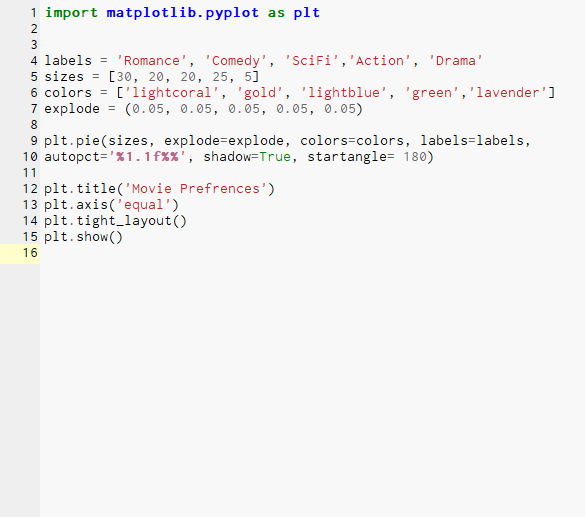 1 import matplotlib.pyplot as plt
2
3
4 labels = 'Romance', 'Comedy', 'SciFi','Action', 'Drama'
5 sizes = [30, 20, 20, 25, 5]
6 colors = ['lightcoral', 'gold', 'lightblue', 'green','lavender']
7 explode = (0.05, 0.05, 0.05, 0.05, 0.05)
8
9 plt.pie(sizes, explode=explode, colors=colors, labels=labels,
10 autopct='%1.1f%%', shadow=True, startangle= 180)
11
12 plt.title('Movie Prefrences')
13 plt.axis('equal')
14 plt.tight_layout()
15 plt.show()
16